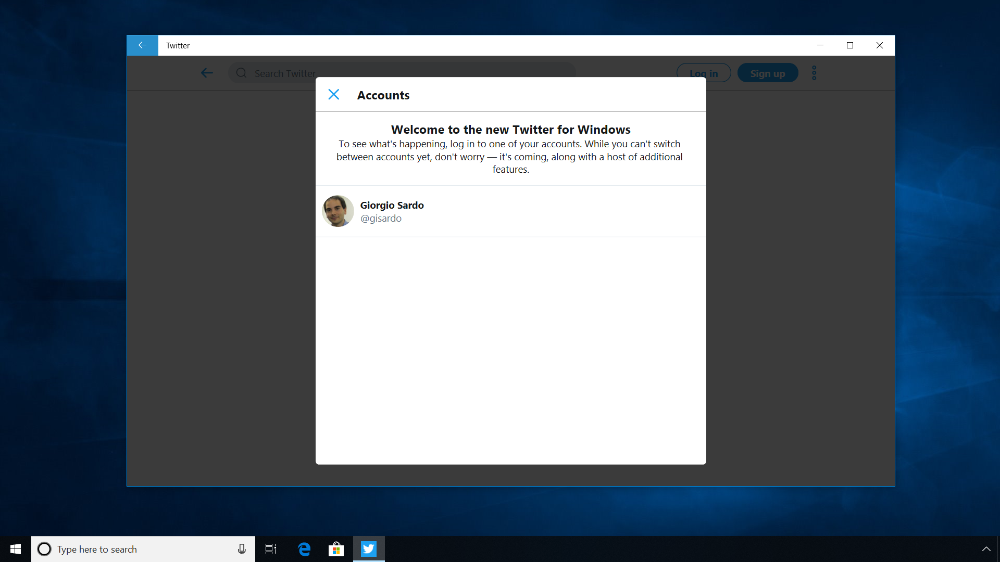 Twitter
Search Twitter
Log in
Sign up
Accounts
Welcome to the new Twitter for Windows
To see what's happening, log in to one of your accounts. While you can't switch
between accounts yet, don't worry — it's coming, along with a host of additional
features.
Giorgio Sardo
@gisardo
Type here to search